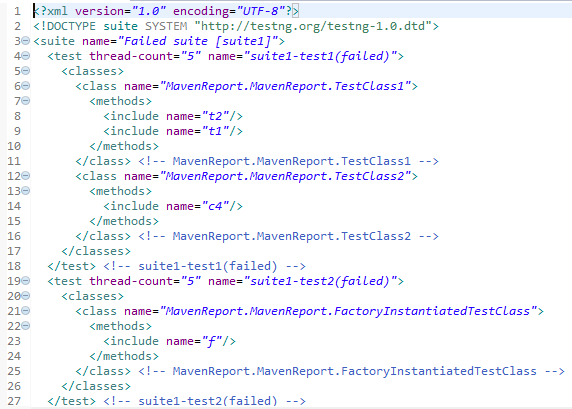 1 <?xml version="1.0" encoding="UTF-8"?>
2 <!DOCTYPE suite SYSTEM "http://testng.org/testng-1.0.dtd">
3 <suite name="Failed suite [suite1]">
4 <test thread-count="5" name="suite1-test1(failed)">
5 <classes>
6 <class name="MavenReport.MavenReport.TestClass1">
7 <methods>
8 <include name="t2"/>
9 <include name="t1"/>
10 </methods>
11 </class> <!-- MavenReport.MavenReport.TestClass1 -->
12 <class name="MavenReport.MavenReport.TestClass2">
13 <methods>
14 <include name="c4"/>
15 </methods>
16 </class> <!-- MavenReport.MavenReport.TestClass2 -->
17 </classes>
18 </test> <!-- suite1-test1(failed) -->
19 <test thread-count="5" name="suite1-test2(failed)">
20 <classes>
21 <class name="MavenReport.MavenReport.FactoryInstantiatedTestClass">
22 <methods>
23 <include name="f"/>
24 </methods>
25 </class> <!-- MavenReport.MavenReport.FactoryInstantiatedTestClass -->
26 </classes>
27 </test> <!-- suite1-test2(failed) -->